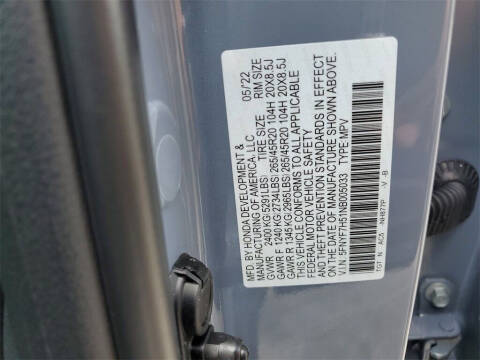 MFD. BY HONDA DEVELOPMENT & 05/22
MANUFACTURING OF AMERICA, LLC.
TIRE SIZE RIM SIZE
GVWR 2400 KG(5291LBS)
GAWR F 1240 KG(2734LBS) 265/45R20 104H 20X8.5J
GAWR R 1345 KG(2965LBS) 265/45R20 104H 20X8.5J
THIS VEHICLE CONFORMS TO ALL APPLICABLE
FEDERAL MOTOR VEHICLE SAFETY
AND THEFT PREVENTION STANDARDS IN EFFECT
ON THE DATE OF MANUFACTURE SHOWN ABOVE.
V.I.N. 5FNYF7H51NB005033 TYPE: MPV
TGT N AC5 NH877P -V -B